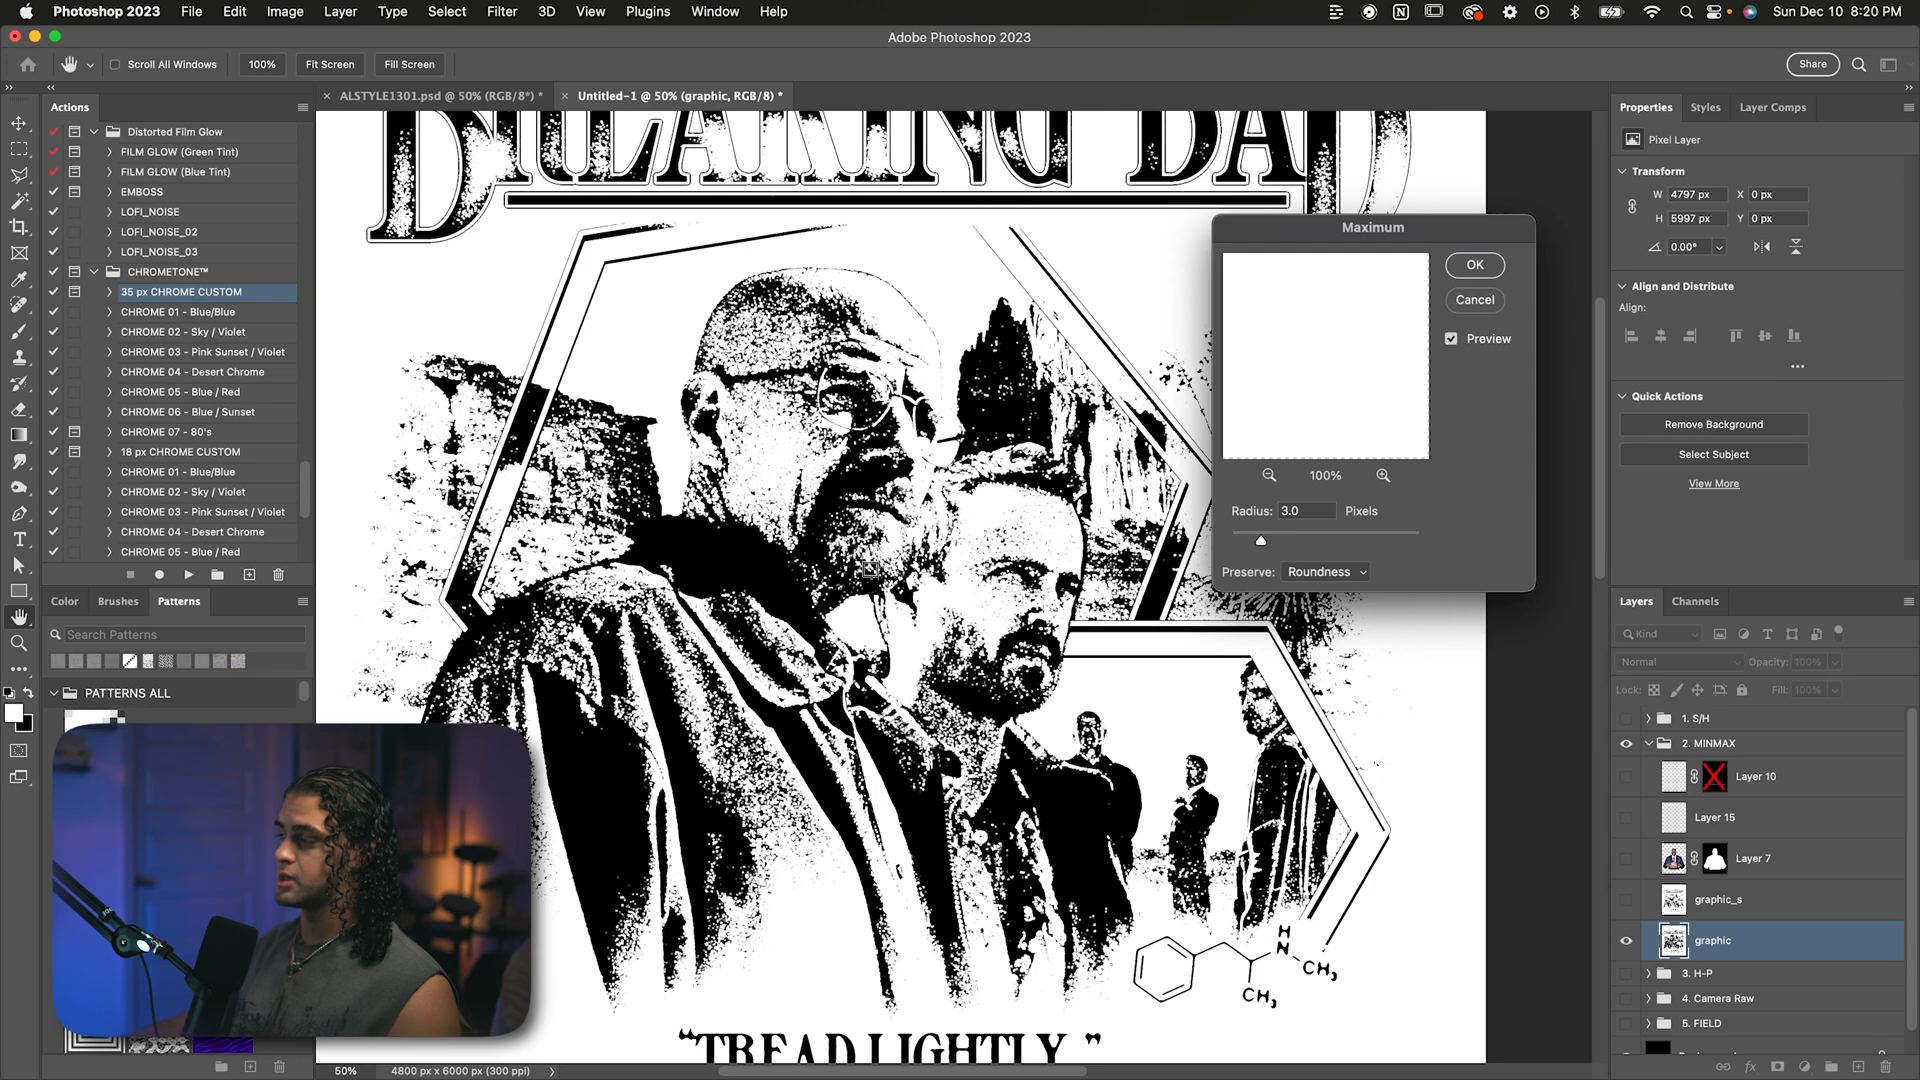 Photoshop 2023 File Edit Image Layer Type Select Filter 3D View Plugins Window Help
Sun Dec 10 8:20 PM
Adobe Photoshop 2023
Scroll All Windows 100% Fit Screen Fill Screen Share
Actions
ALSTYLE1301.psd @ 50% (RGB/8*) *
Untitled-1 @ 50% (graphic, RGB/8) *
Distorted Film Glow
FILM GLOW (Green Tint)
FILM GLOW (Blue Tint)
EMBOSS
LOFI_NOISE
LOFI_NOISE_02
LOFI_NOISE_03
CHROMETONE™
35 px CHROME CUSTOM
CHROME 01 - Blue/Blue
CHROME 02 - Sky / Violet
CHROME 03 - Pink Sunset / Violet
CHROME 04 - Desert Chrome
CHROME 05 - Blue / Red
CHROME 06 - Blue / Sunset
CHROME 07 - 80's
18 px CHROME CUSTOM
CHROME 01 - Blue/Blue
CHROME 02 - Sky / Violet
CHROME 03 - Pink Sunset / Violet
CHROME 04 - Desert Chrome
CHROME 05 - Blue / Red
Color Brushes Patterns
Search Patterns
PATTERNS ALL
BREAKING BAD
H
N
CH3
CH3
“TREAD LIGHTLY.”
50% 4800 px x 6000 px (300 ppi)
Maximum
OK
Cancel
Preview
100%
Radius: 3.0 Pixels
Preserve: Roundness
Properties Styles Layer Comps
Pixel Layer
Transform
W 4797 px X 0 px
H 5997 px Y 0 px
0.00°
Align and Distribute
Align:
Quick Actions
Remove Background
Select Subject
View More
Layers Channels
Kind
Normal Opacity: 100%
Lock: Fill: 100%
1. S/H
2. MINMAX
Layer 10
Layer 15
Layer 7
graphic_s
graphic
3. H-P
4. Camera Raw
5. FIELD